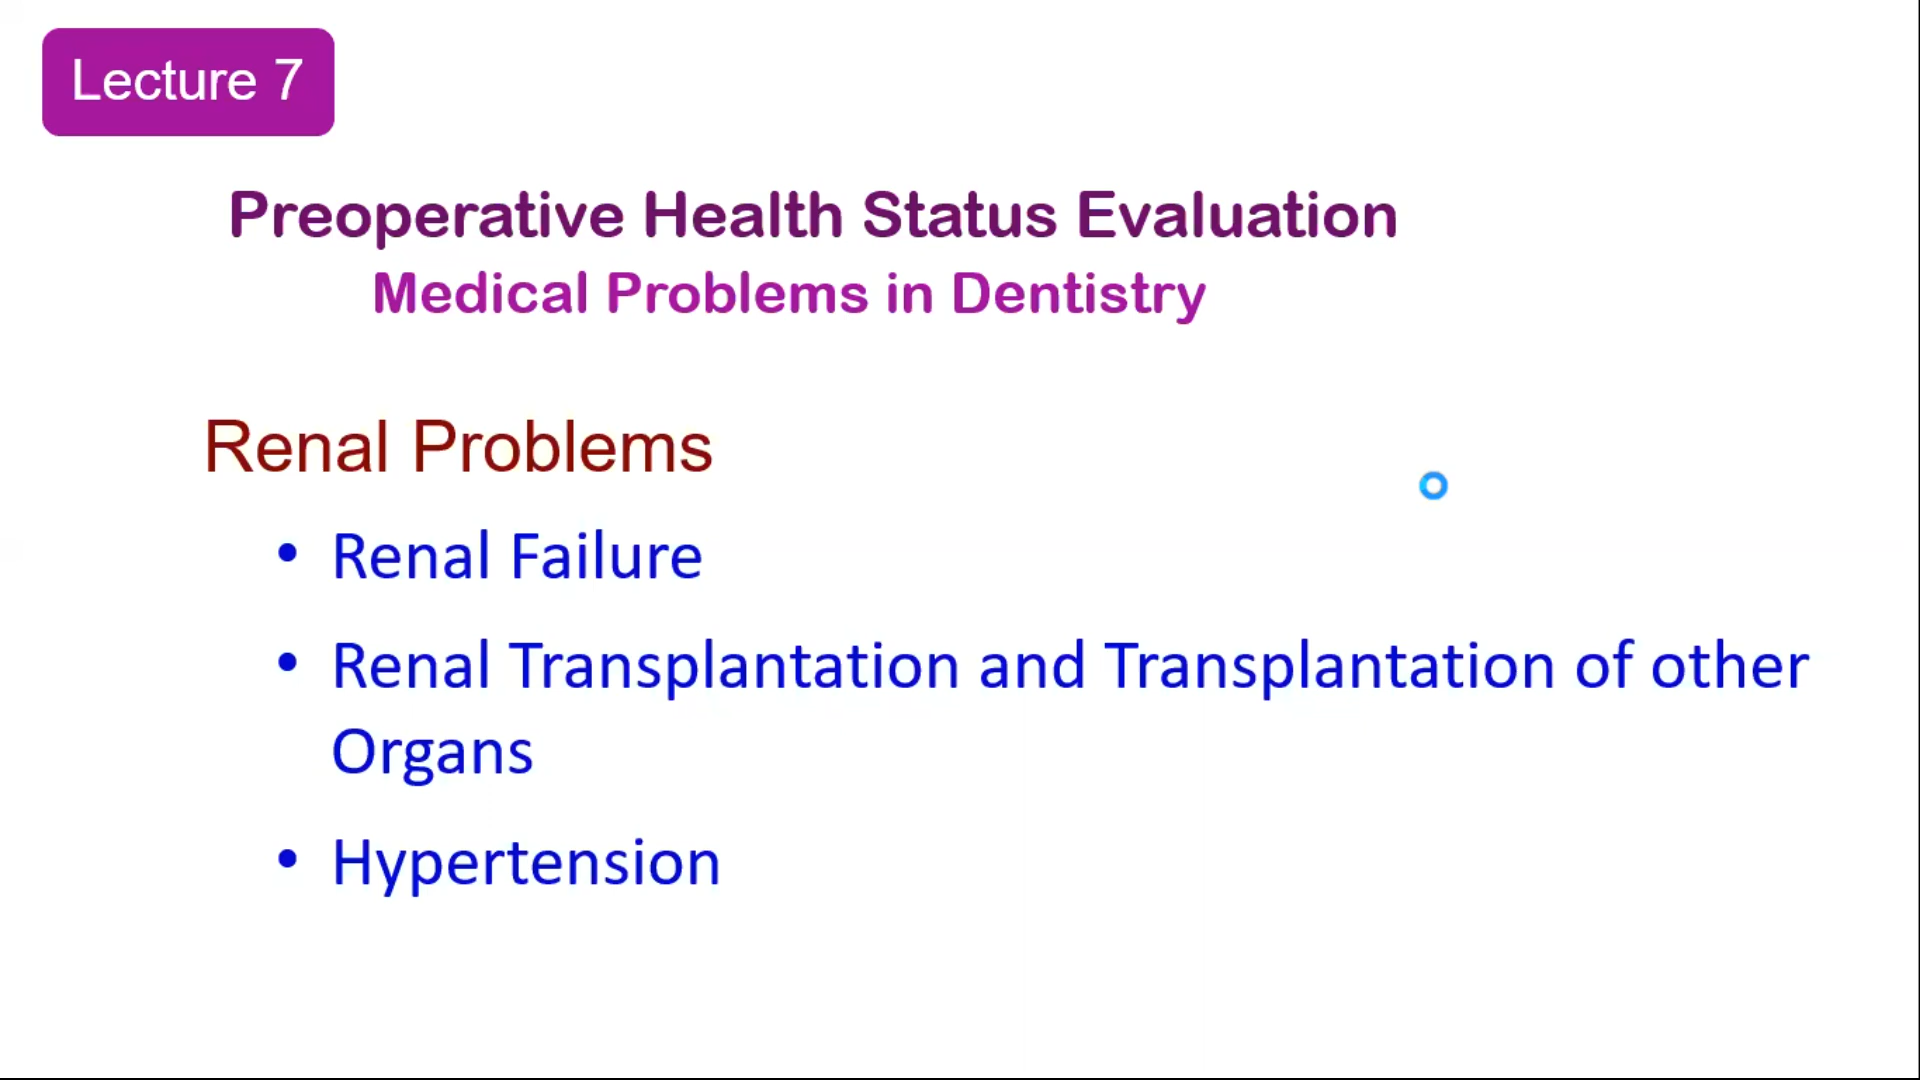 Lecture 7
Preoperative Health Status Evaluation
Medical Problems in Dentistry
Renal Problems
• Renal Failure
• Renal Transplantation and Transplantation of other
Organs
• Hypertension